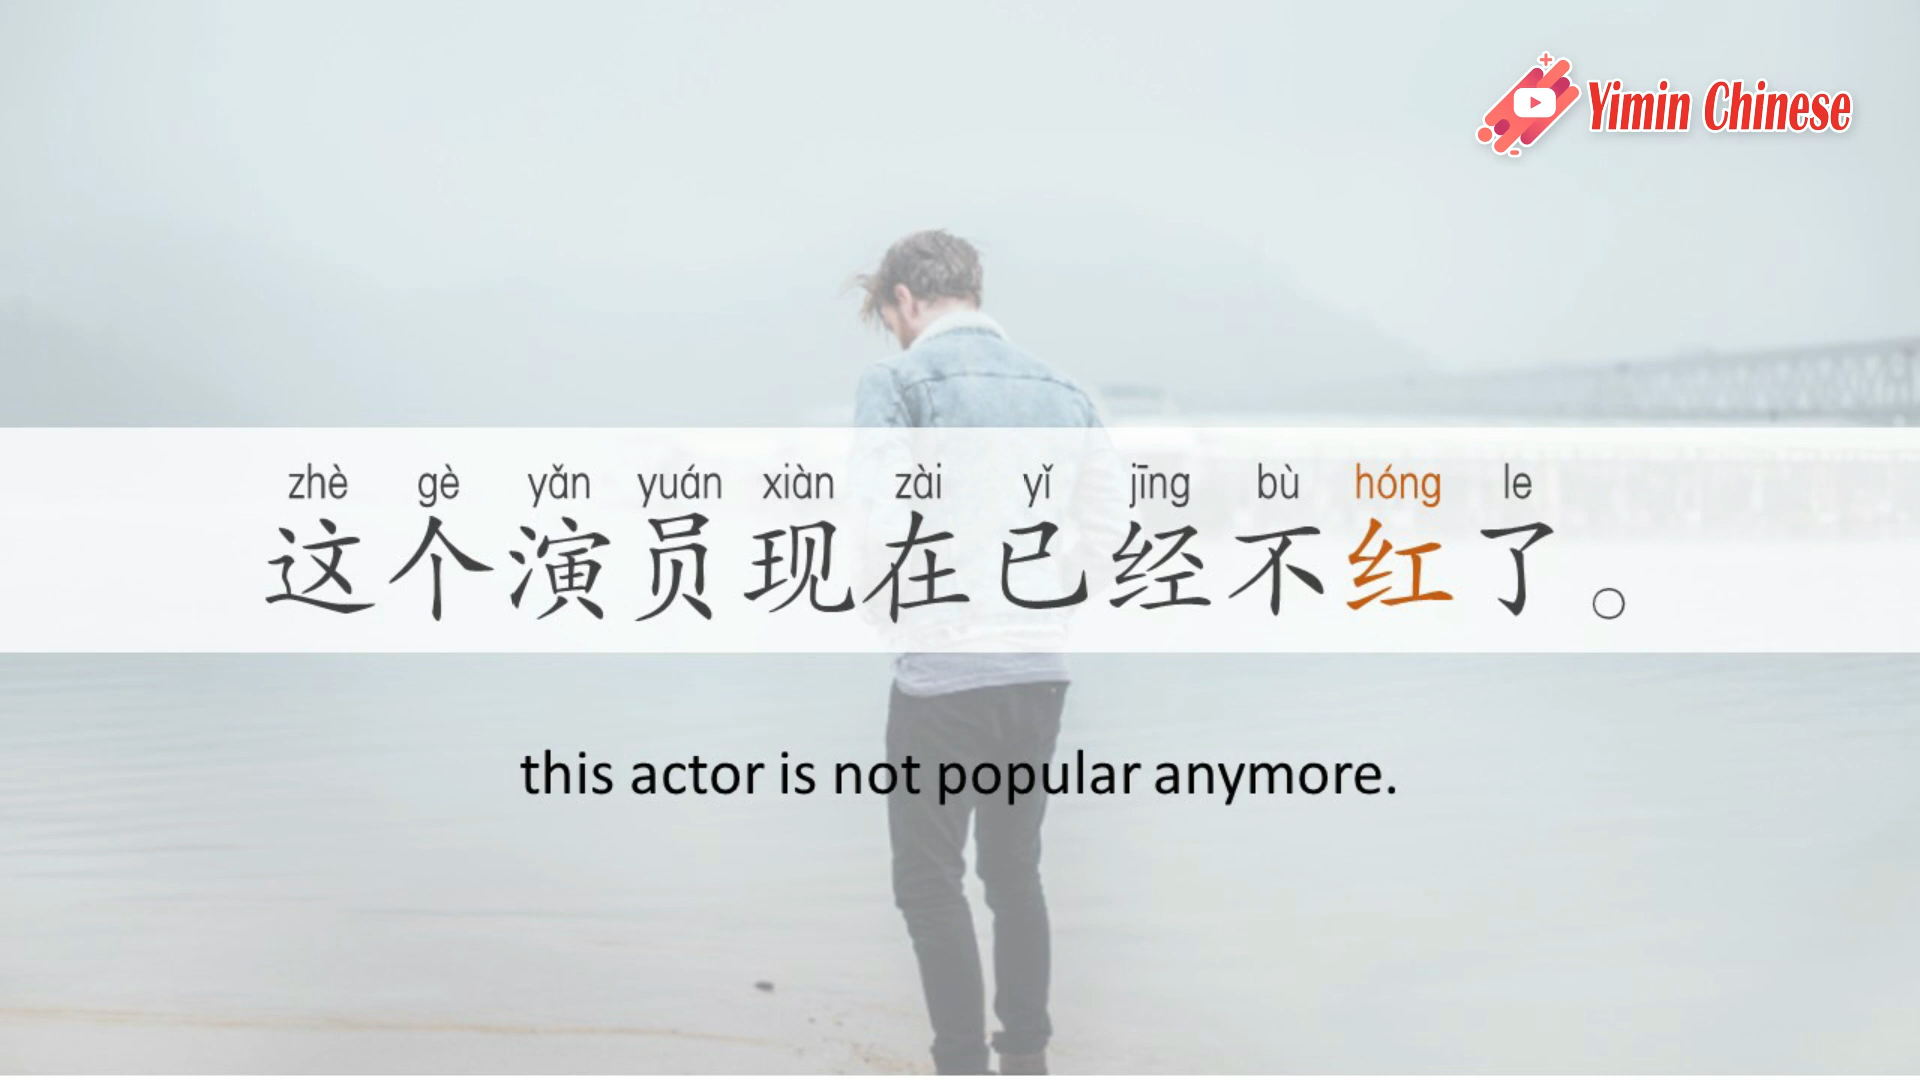 Yimin Chinese
zhè gè yǎn yuán xiàn zài yǐ jīng bù hóng le
这个演员现在已经不红了。
this actor is not popular anymore.